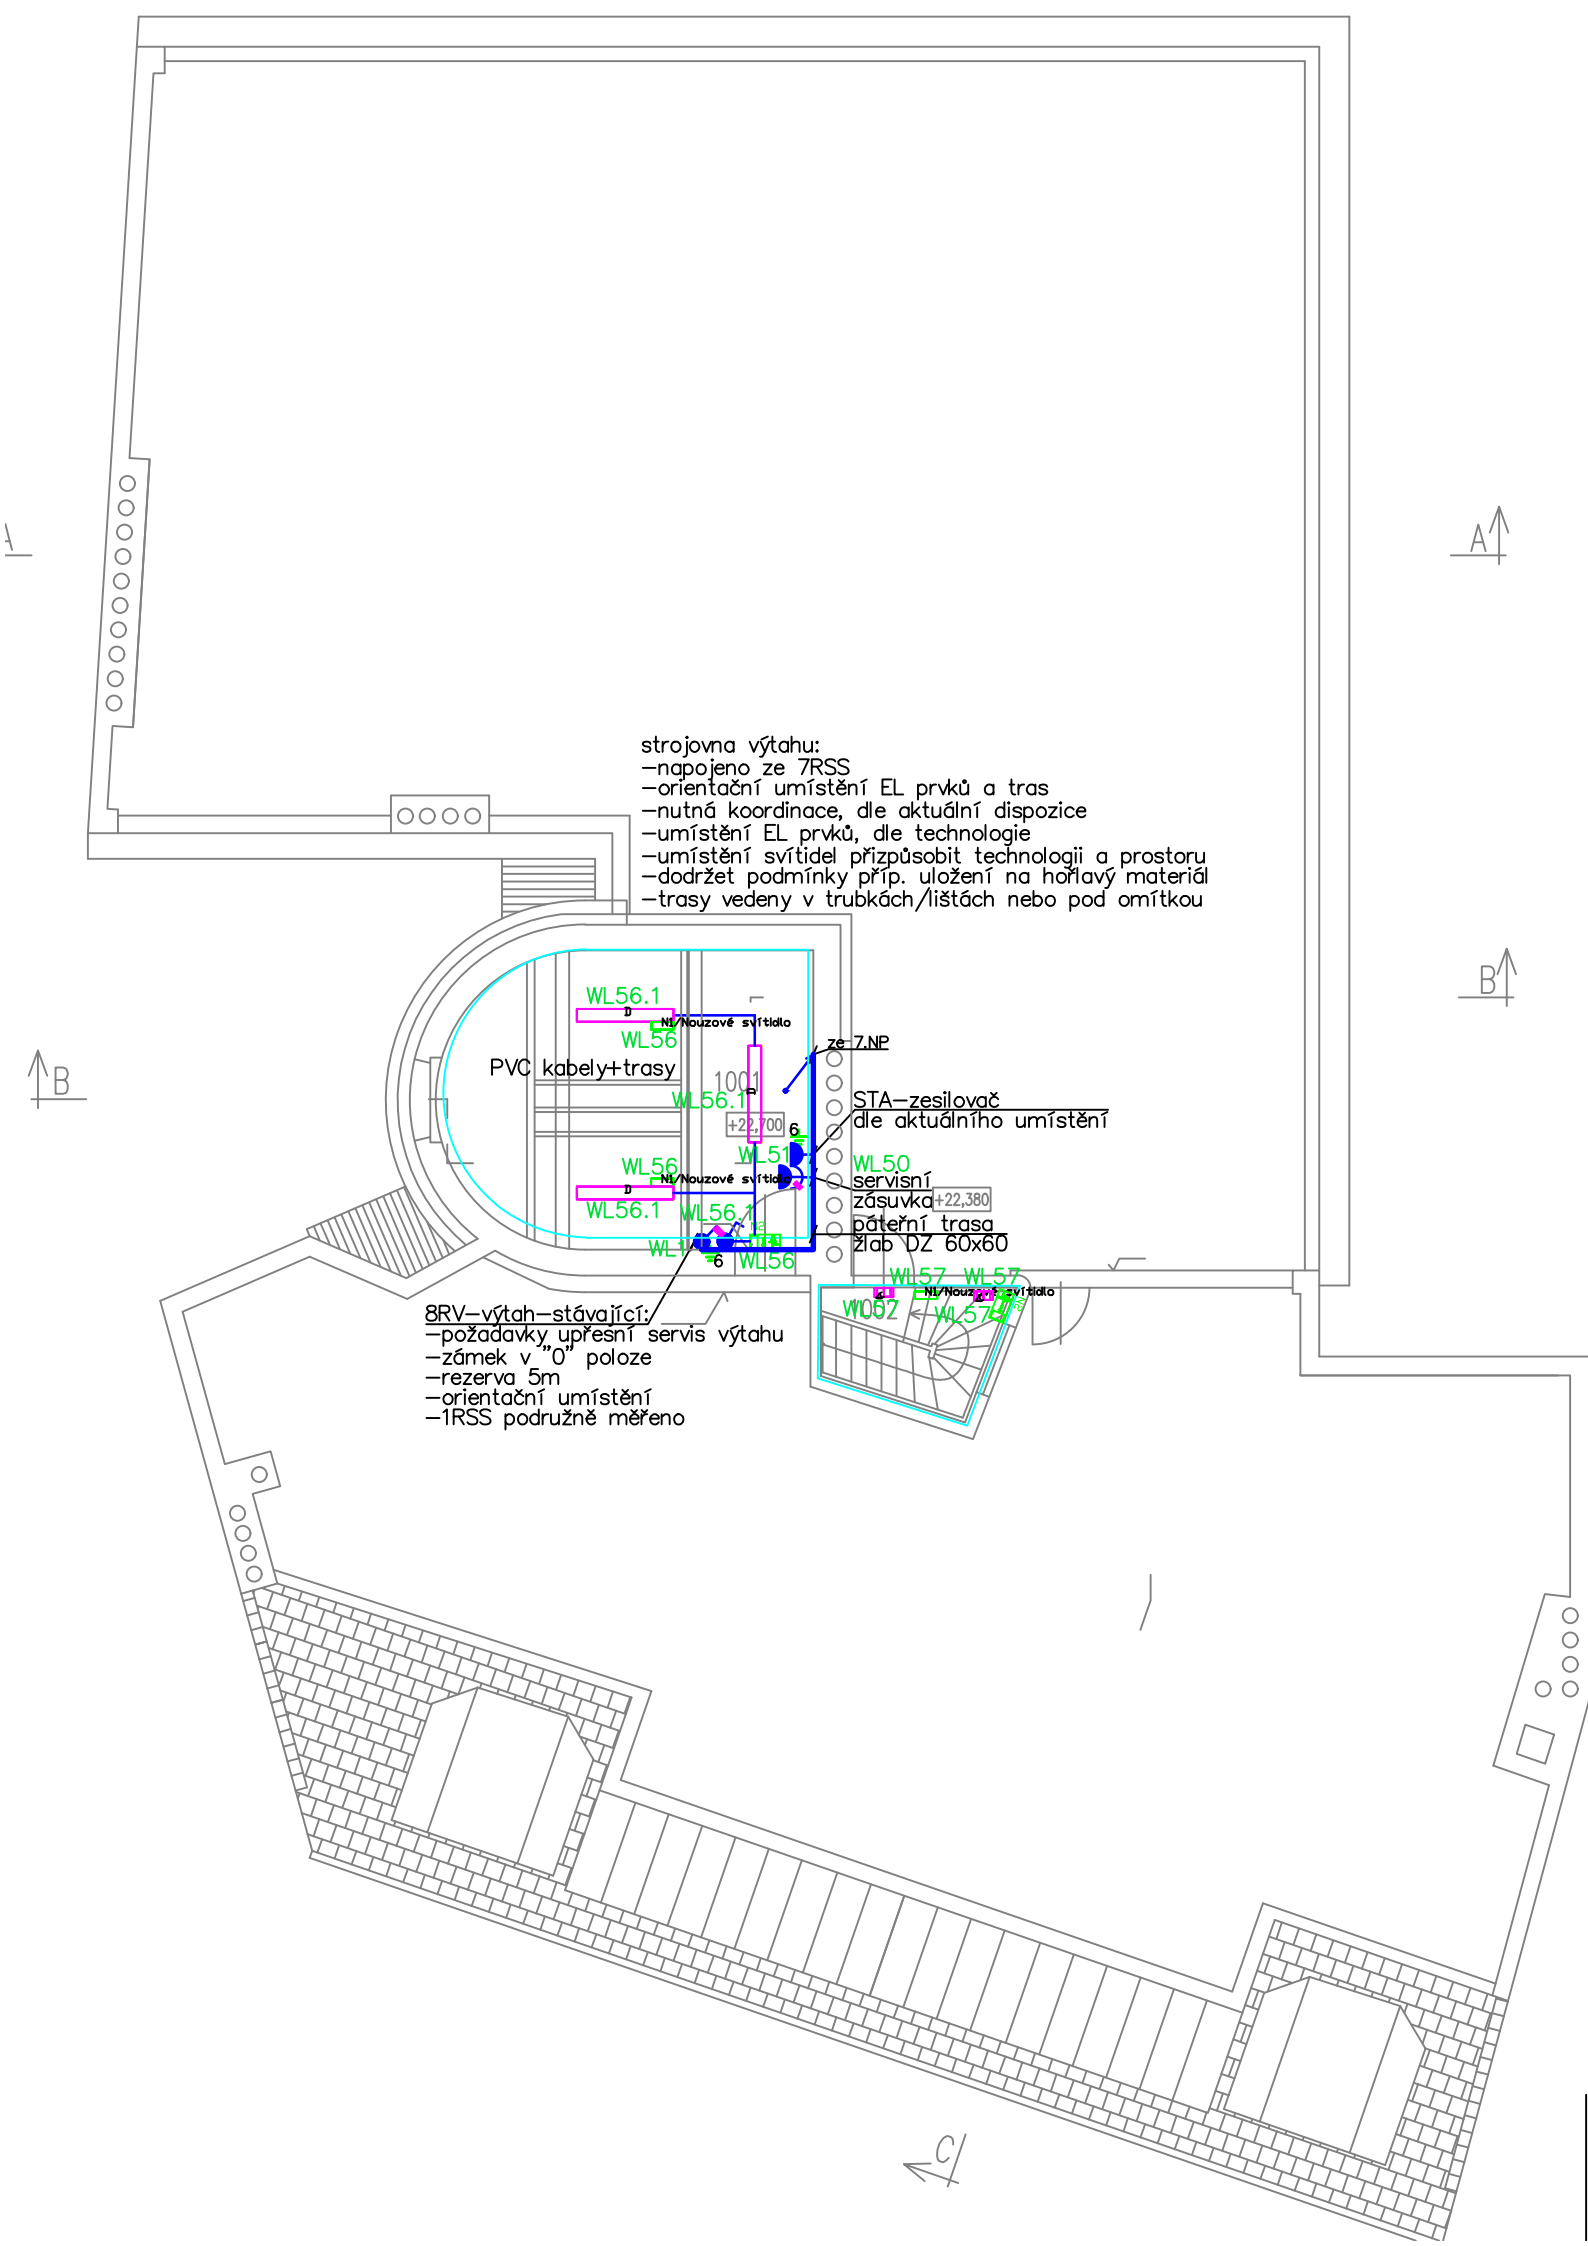 A
A
strojovna výtahu:
–napojeno ze 7RSS
–orientační umístění EL prvků a tras
–nutná koordinace, dle aktuální dispozice
–umístění EL prvků, dle technologie
–umístění svítidel přizpůsobit technologii a prostoru
–dodržet podmínky příp. uložení na hořlavý materiál
–trasy vedeny v trubkách/lištách nebo pod omítkou
B
WL56.1
D
N1/Nouzové svítidlo
WL56
ze 7.NP
PVC kabely+trasy
1001
D
B
WL56.1
STA–zesilovač
dle aktuálního umístění
+22,700
6
WL51
WL50
WL56
N1/Nouzové svítidlo
D
servisní
zásuvka
+22,380
WL56.1
WL56.1
páteřní trasa
žlab DZ 60x60
N2
WL1
6
WL56
WL57
WL57
N1/Nouzové svítidlo
1002
WL57
WL57
N2
8RV–výtah–stávající:
–požadavky upřesní servis výtahu
–zámek v "0" poloze
–rezerva 5m
–orientační umístění
–1RSS podružně měřeno
C